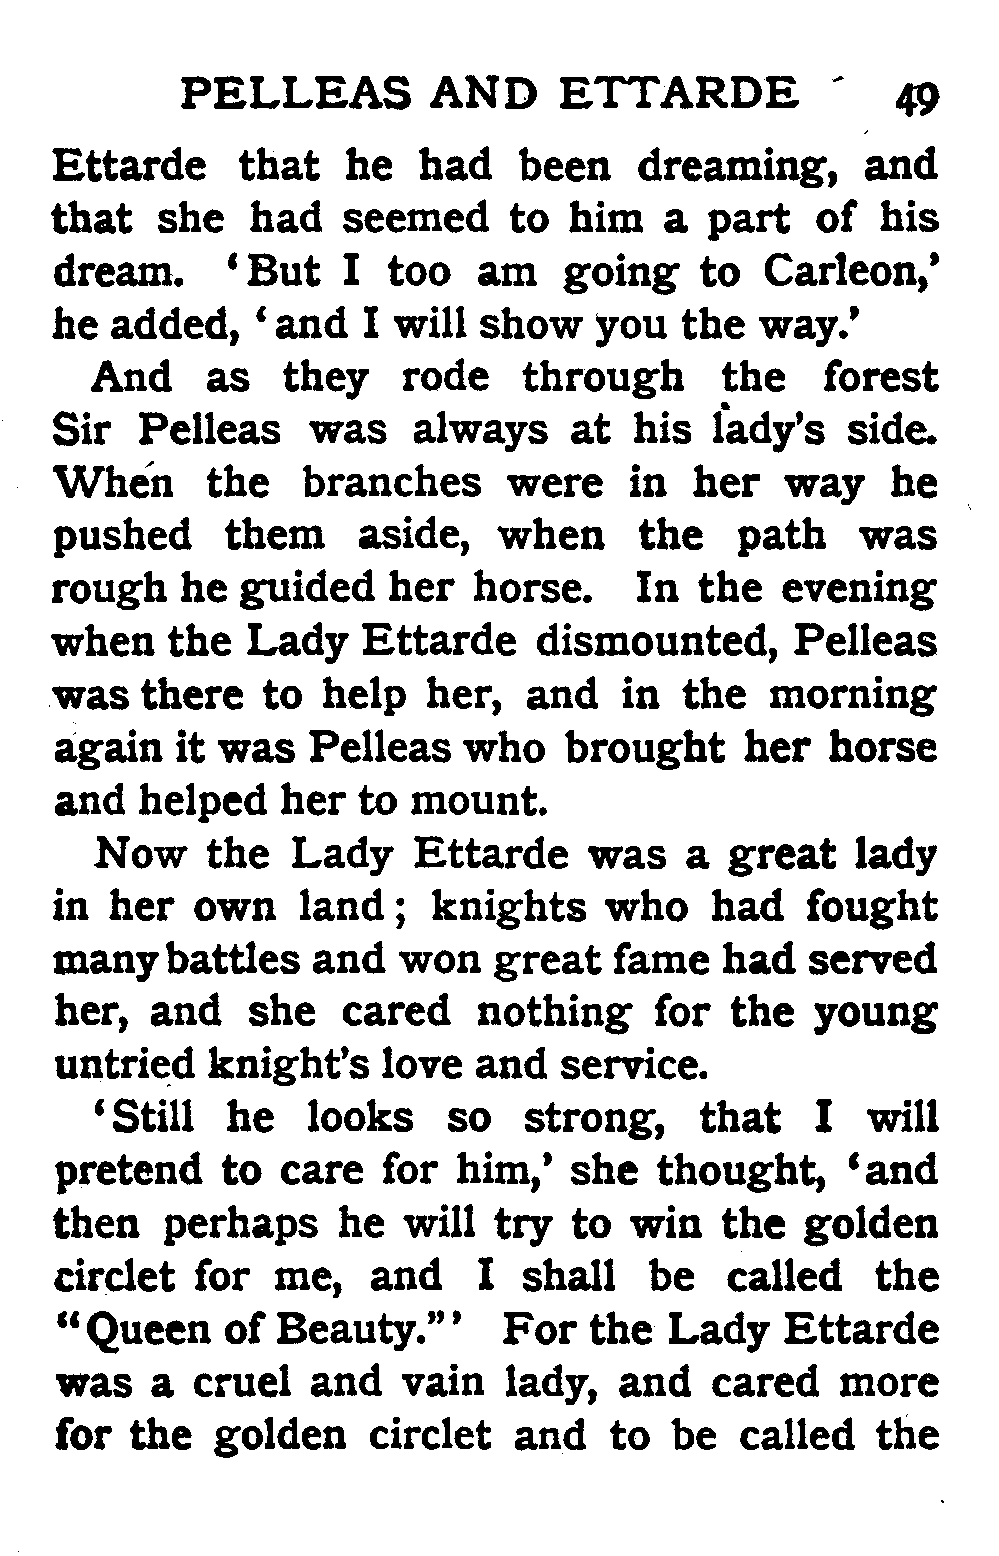 PELLEAS AND ETTARDE 49
Ettarde that he had been dreaming, and
that she had seemed to him a part of his
dream. ‘But I too am going to Carleon,’
he added, ‘and I will show you the way.’
And as they rode through the forest
Sir Pelleas was always at his lady’s side.
When the branches were in her way he
pushed them aside, when the path was
rough he guided her horse. In the evening
when the Lady Ettarde dismounted, Pelleas
was there to help her, and in the morning
again it was Pelleas who brought her horse
and helped her to mount.
Now the Lady Ettarde was a great lady
in her own land; knights who had fought
many battles and won great fame had served
her, and she cared nothing for the young
untried knight’s love and service.
‘Still he looks so strong, that I will
pretend to care for him,’ she thought, ‘and
then perhaps he will try to win the golden
circlet for me, and I shall be called the
“Queen of Beauty.”’ For the Lady Ettarde
was a cruel and vain lady, and cared more
for the golden circlet and to be called the